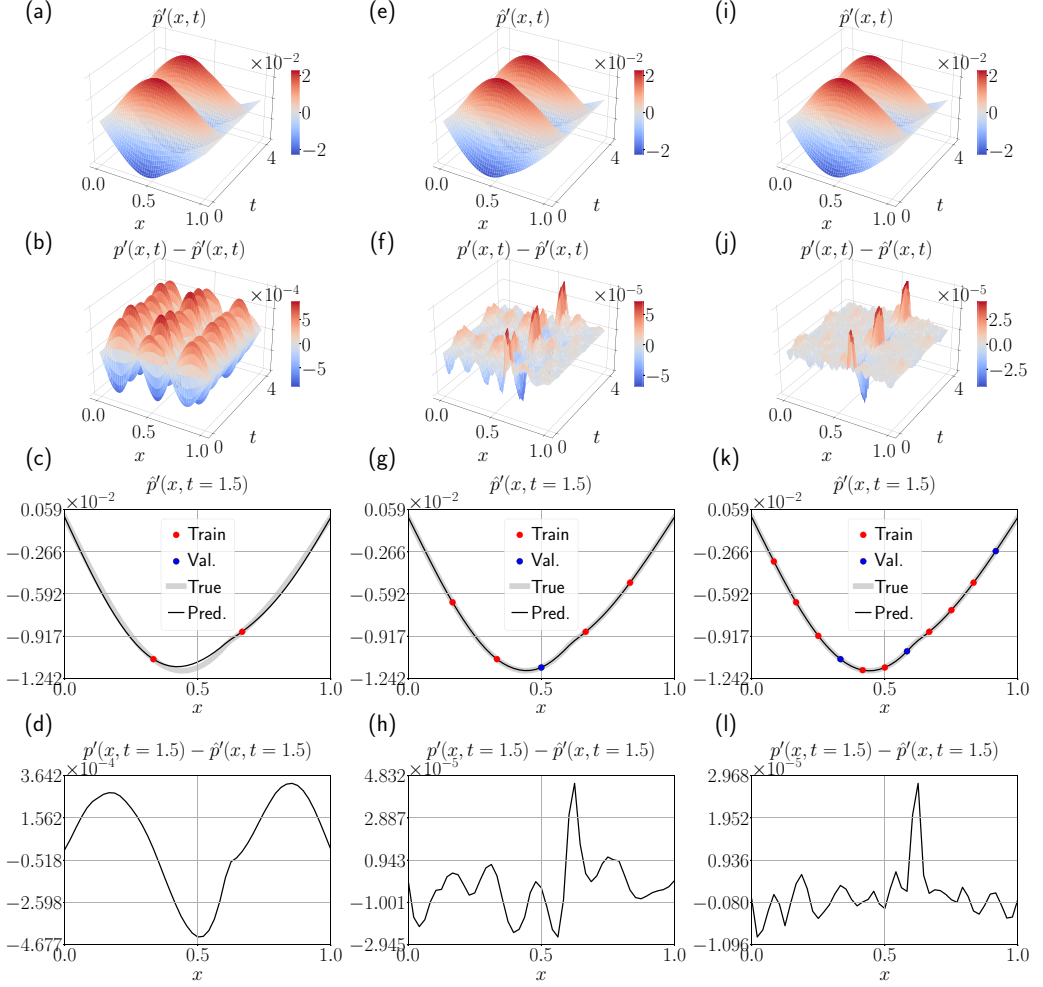 (a) (e) (i)
p̂′(x, t) p̂′(x, t) p̂′(x, t)
×10⁻² ×10⁻² ×10⁻²
2 2 2
0 0 0
−2 −2 −2
0.0 0.5 1.0 0 4 0.0 0.5 1.0 0 4 0.0 0.5 1.0 0 4
x t x t x t
(b) (f) (j)
p′(x, t) − p̂′(x, t) p′(x, t) − p̂′(x, t) p′(x, t) − p̂′(x, t)
×10⁻⁴ ×10⁻⁵ ×10⁻⁵
5 5 2.5
0 0 0
−5 −5 −2.5
0.0 0.5 1.0 0 4 0.0 0.5 1.0 0 4 0.0 0.5 1.0 0 4
x t x t x t
(c) (g) (k)
p̂′(x, t = 1.5) p̂′(x, t = 1.5) p̂′(x, t = 1.5)
×10⁻² ×10⁻² ×10⁻²
0.059 0.059 0.059
−0.266 −0.266 −0.266
−0.592 −0.592 −0.592
−0.917 −0.917 −0.917
−1.242 −1.242 −1.242
Train Train Train
Val. Val. Val.
True True True
Pred. Pred. Pred.
0.0 0.5 1.0 0.0 0.5 1.0 0.0 0.5 1.0
x x x
(d) (h) (l)
p′(x, t = 1.5) − p̂′(x, t = 1.5) p′(x, t = 1.5) − p̂′(x, t = 1.5) p′(x, t = 1.5) − p̂′(x, t = 1.5)
×10⁻⁴ ×10⁻⁵ ×10⁻⁵
3.642 4.832 2.968
1.562 2.887 1.952
−0.518 0.943 0.936
−2.598 −1.001 −0.080
−4.677 −2.945 −1.096
0.0 0.5 1.0 0.0 0.5 1.0 0.0 0.5 1.0
x x x